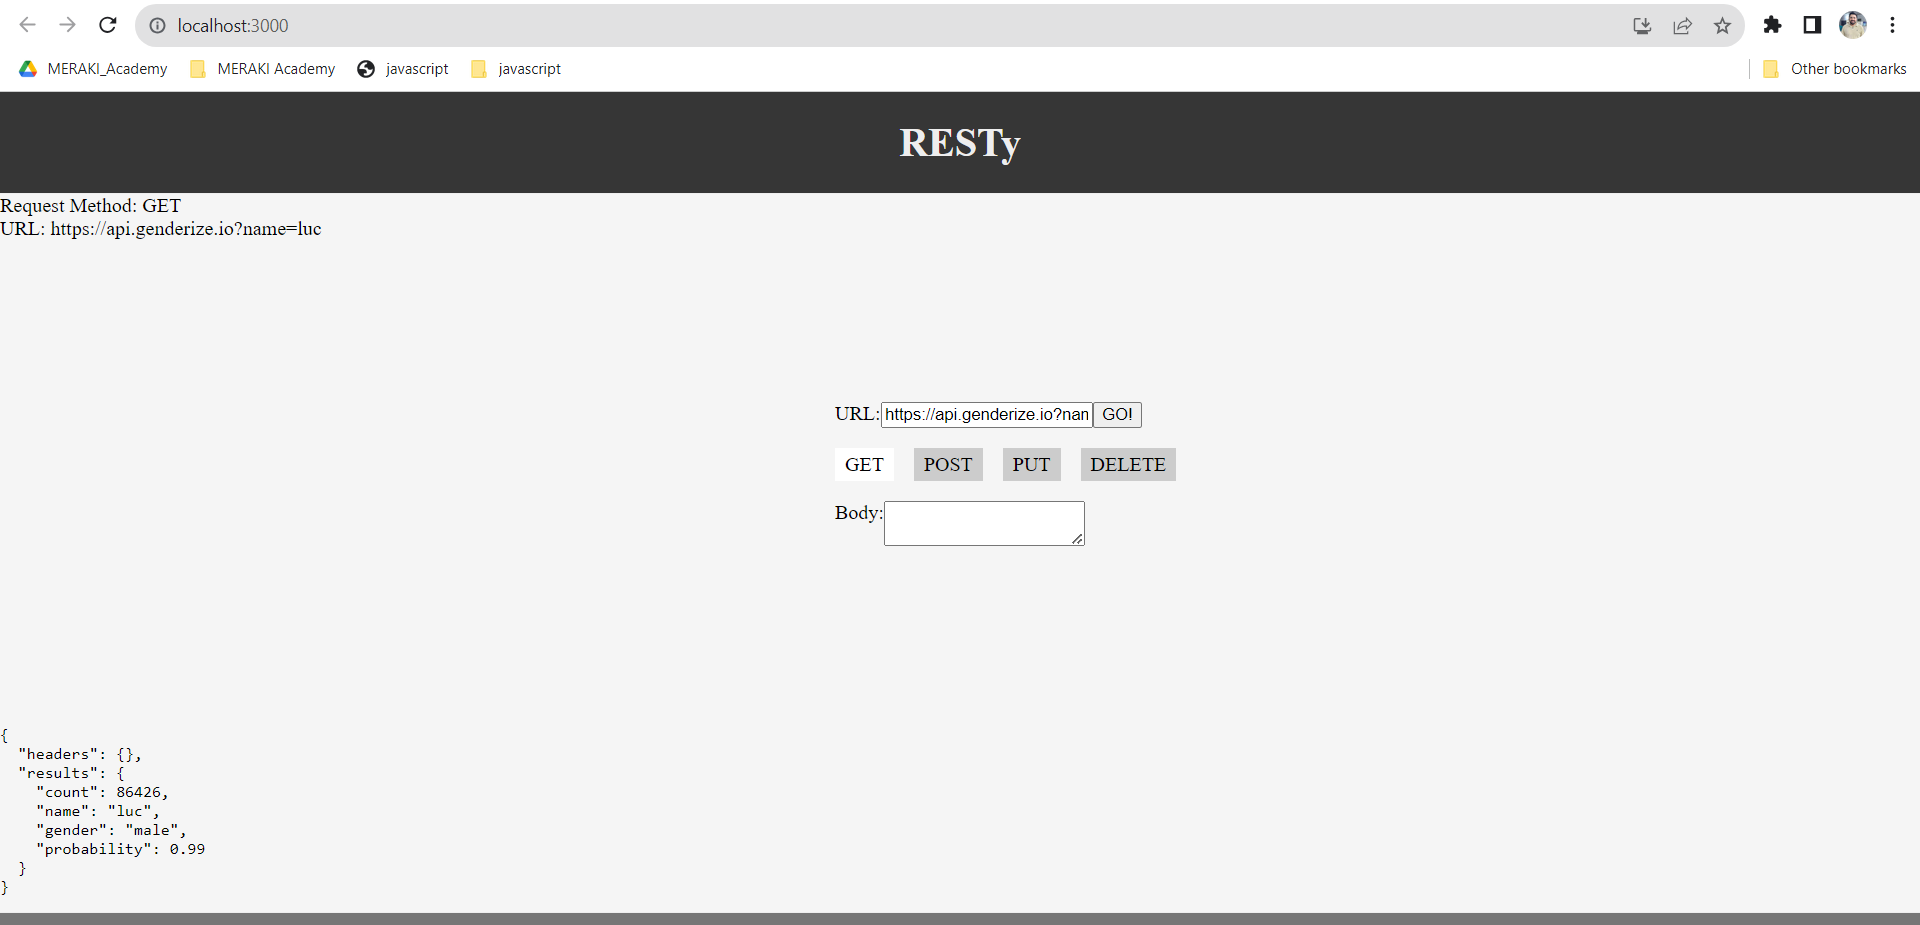 localhost:3000
MERAKI_Academy MERAKI Academy javascript javascript Other bookmarks
RESTy
Request Method: GET
URL: https://api.genderize.io?name=luc
URL: https://api.genderize.io?nam GO!
GET POST PUT DELETE
Body:
{
  "headers": {},
  "results": {
    "count": 86426,
    "name": "luc",
    "gender": "male",
    "probability": 0.99
  }
}